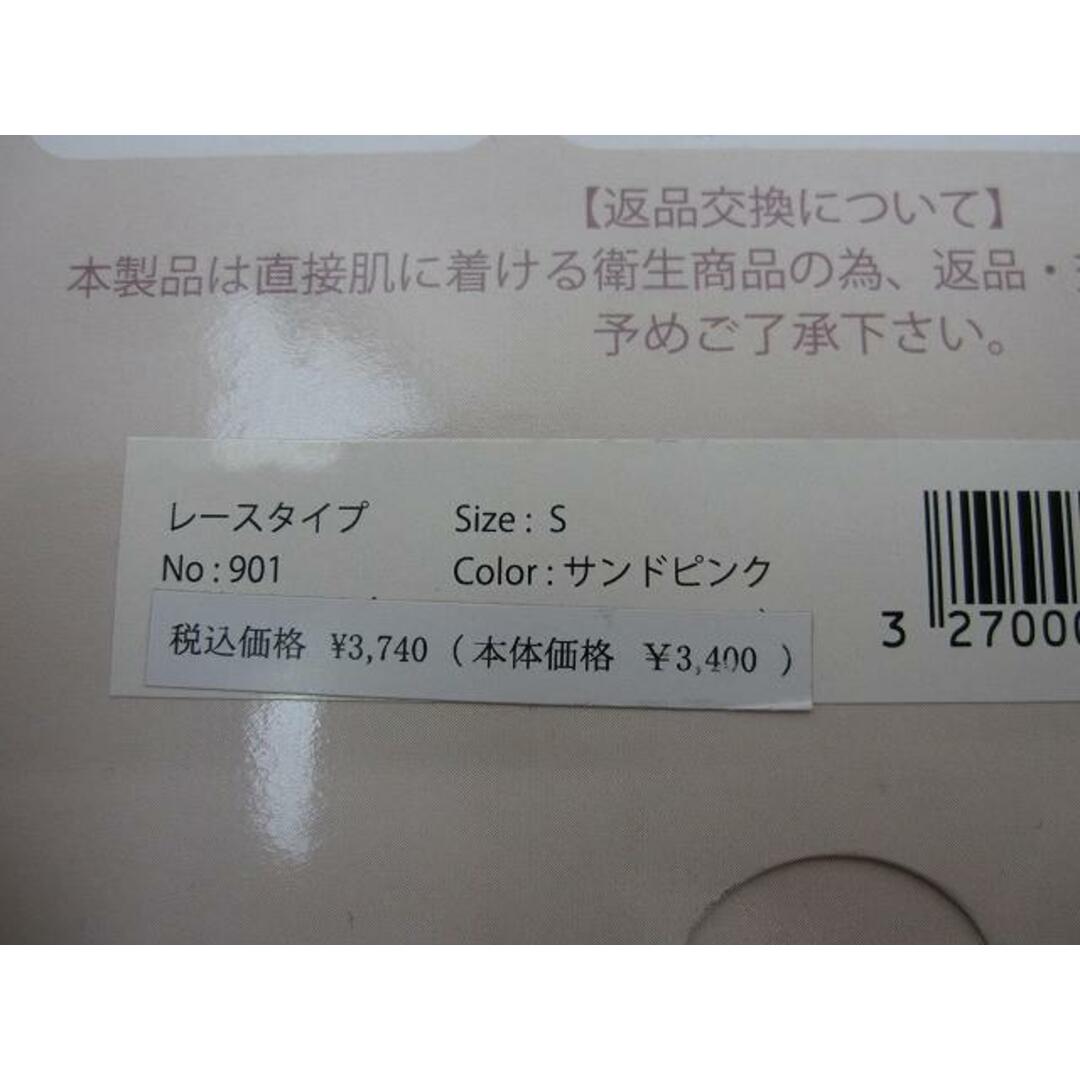 【返品交換について】
本製品は直接肌に着ける衛生商品の為、返品・
予めご了承下さい。
レースタイプ Size : S
No : 901 Color : サンドピンク
税込価格 ¥3,740 ( 本体価格 ¥3,400 )
3 27000